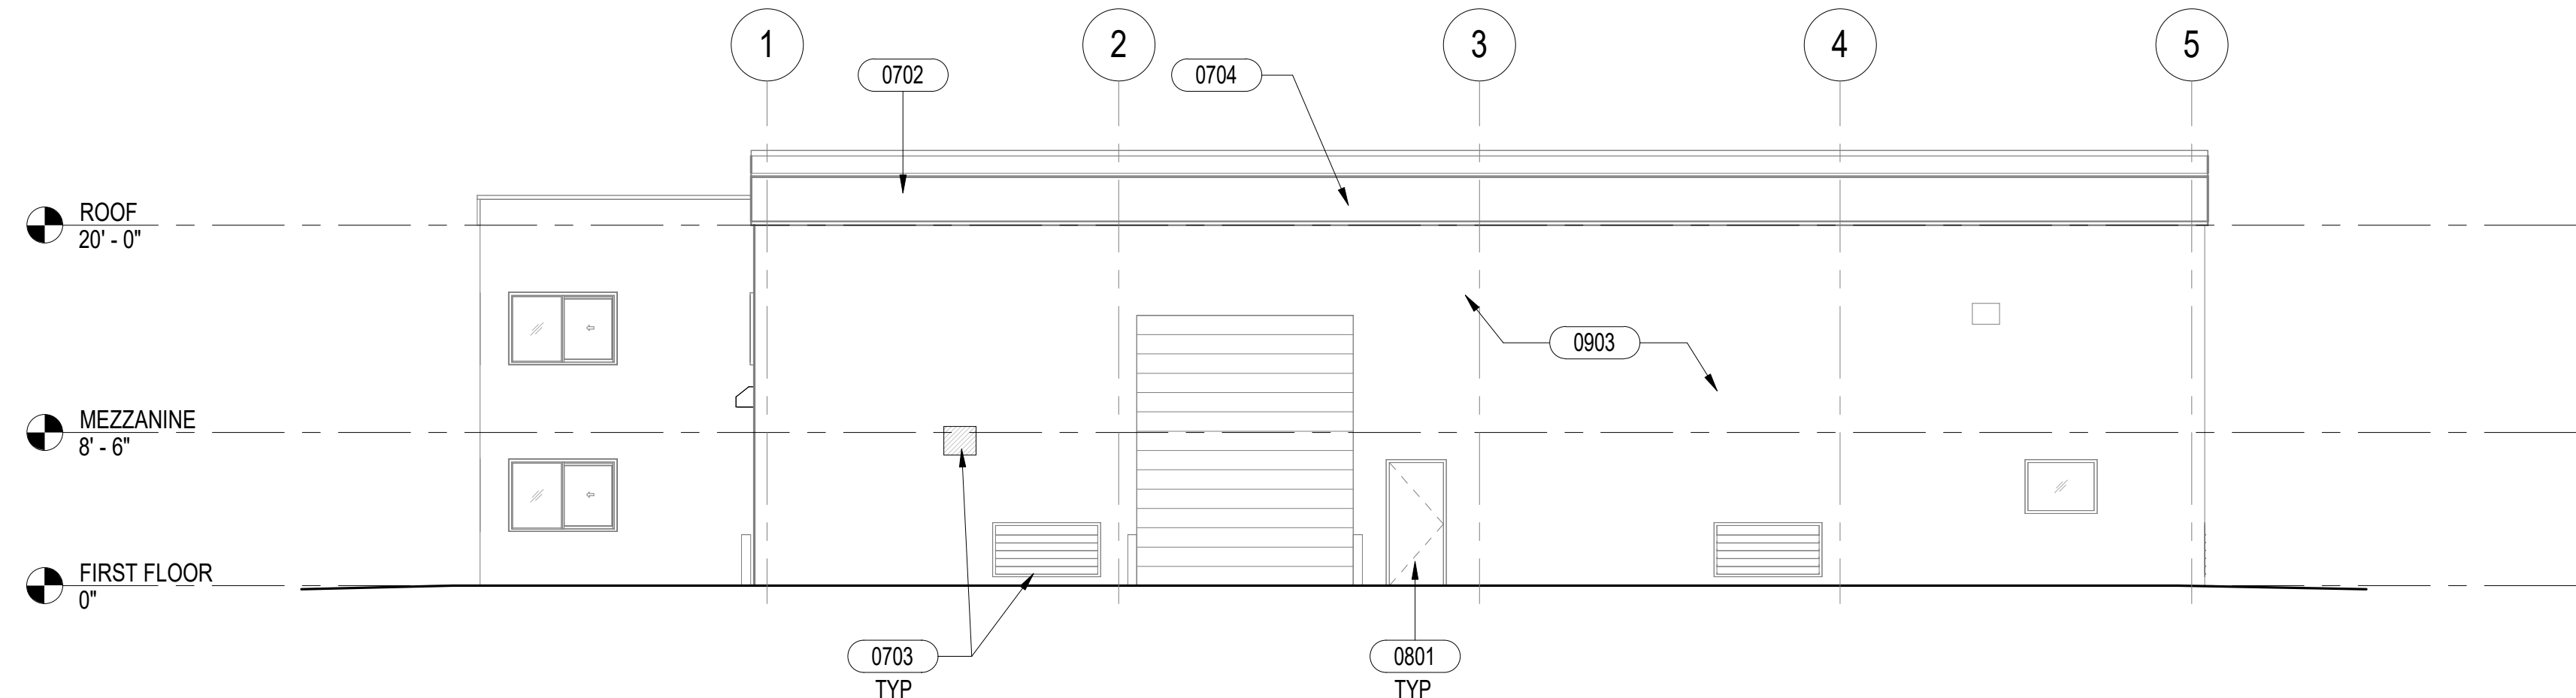 1
2
3
4
5
0702
0704
ROOF
20' - 0"
0903
MEZZANINE
8' - 6"
FIRST FLOOR
0"
0703
TYP
0801
TYP